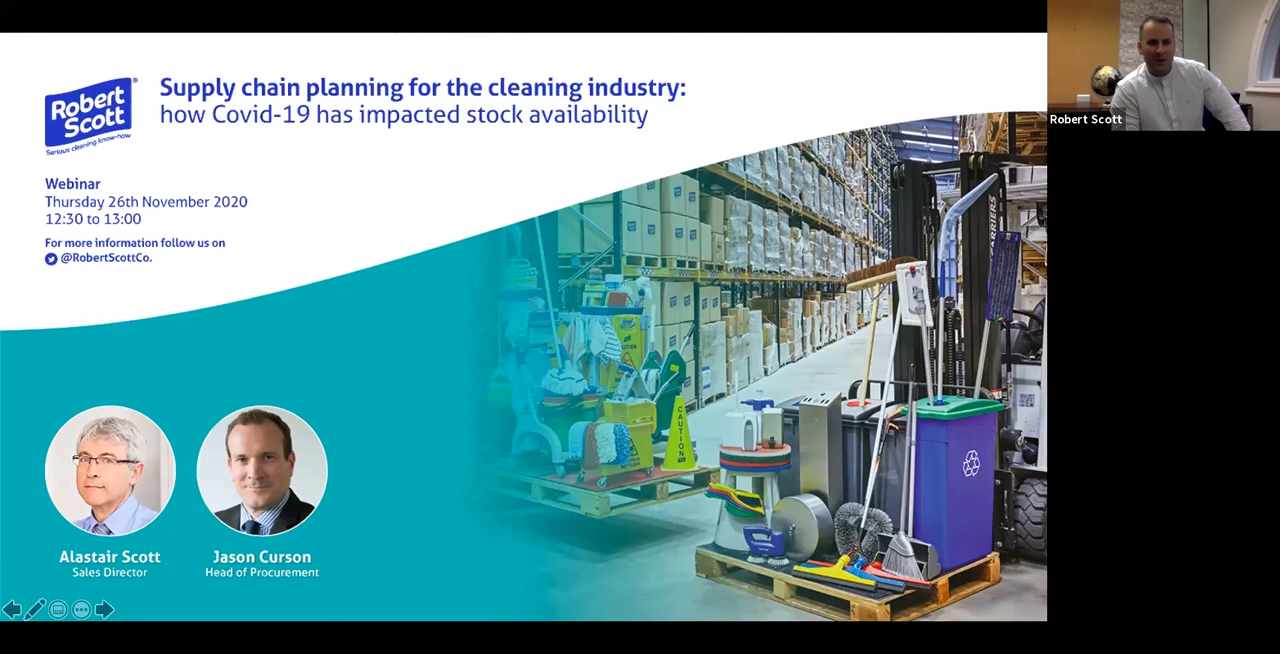 Robert
Scott
®
Serious cleaning know-how
Supply chain planning for the cleaning industry:
how Covid-19 has impacted stock availability
Webinar
Thursday 26th November 2020
12:30 to 13:00
For more information follow us on
@RobertScottCo.
Alastair Scott
Sales Director
Jason Curson
Head of Procurement
CAUTION
CAUTION
Robert Scott